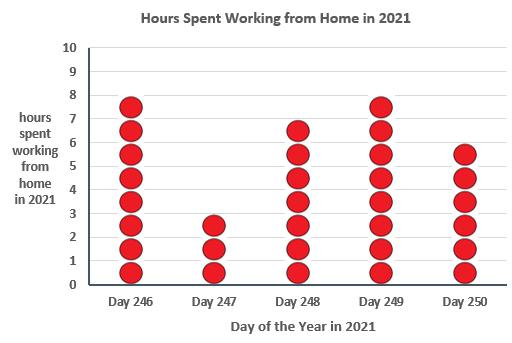 Hours Spent Working from Home in 2021
10
9
8
7
6
5
4
3
2
1
0
hours
spent
working
from
home
in 2021
Day 246 Day 247 Day 248 Day 249 Day 250
Day of the Year in 2021